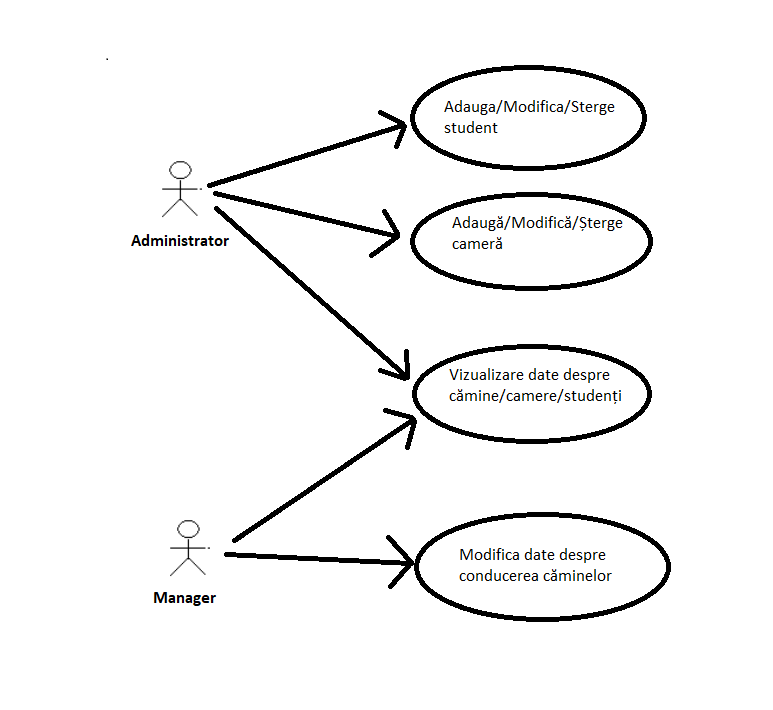 Adauga/Modifica/Sterge
student
Administrator
Adaugă/Modifică/Șterge
cameră
Vizualizare date despre
cămine/camere/studenți
Manager
Modifica date despre
conducerea căminelor